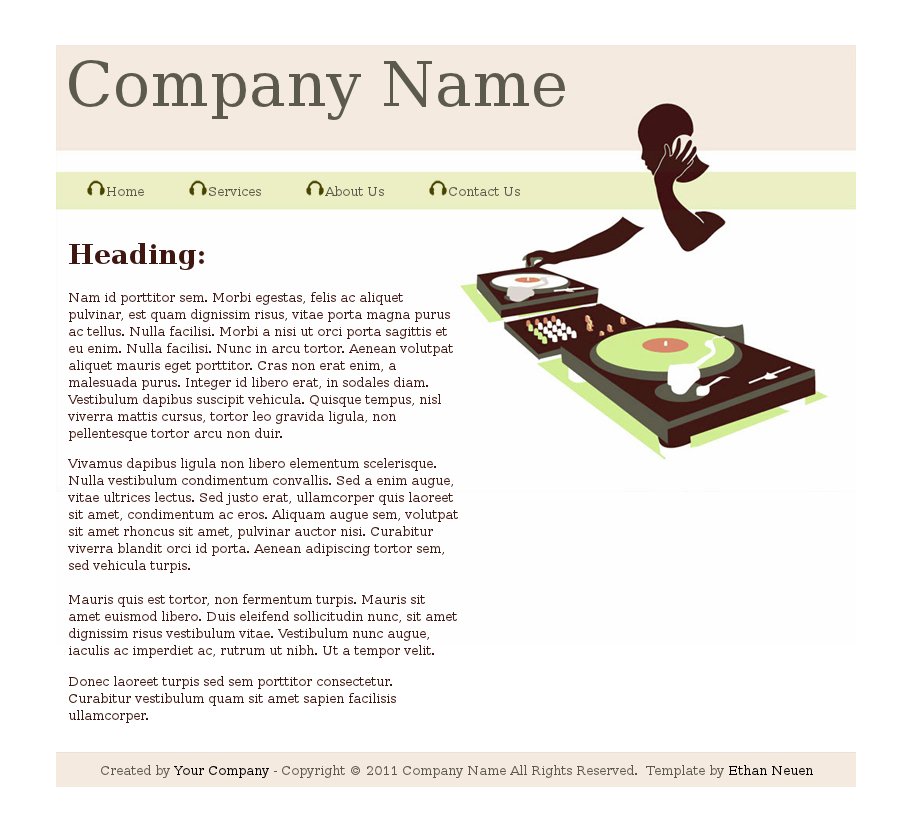 Company Name
Home Services About Us Contact Us
Heading:
Nam id porttitor sem. Morbi egestas, felis ac aliquet
pulvinar, est quam dignissim risus, vitae porta magna purus
ac tellus. Nulla facilisi. Morbi a nisi ut orci porta sagittis et
eu enim. Nulla facilisi. Nunc in arcu tortor. Aenean volutpat
aliquet mauris eget porttitor. Cras non erat enim, a
malesuada purus. Integer id libero erat, in sodales diam.
Vestibulum dapibus suscipit vehicula. Quisque tempus, nisl
viverra mattis cursus, tortor leo gravida ligula, non
pellentesque tortor arcu non duir.
Vivamus dapibus ligula non libero elementum scelerisque.
Nulla vestibulum condimentum convallis. Sed a enim augue,
vitae ultrices lectus. Sed justo erat, ullamcorper quis laoreet
sit amet, condimentum ac eros. Aliquam augue sem, volutpat
sit amet rhoncus sit amet, pulvinar auctor nisi. Curabitur
viverra blandit orci id porta. Aenean adipiscing tortor sem,
sed vehicula turpis.
Mauris quis est tortor, non fermentum turpis. Mauris sit
amet euismod libero. Duis eleifend sollicitudin nunc, sit amet
dignissim risus vestibulum vitae. Vestibulum nunc augue,
iaculis ac imperdiet ac, rutrum ut nibh. Ut a tempor velit.
Donec laoreet turpis sed sem porttitor consectetur.
Curabitur vestibulum quam sit amet sapien facilisis
ullamcorper.
Created by Your Company - Copyright © 2011 Company Name All Rights Reserved. Template by Ethan Neuen